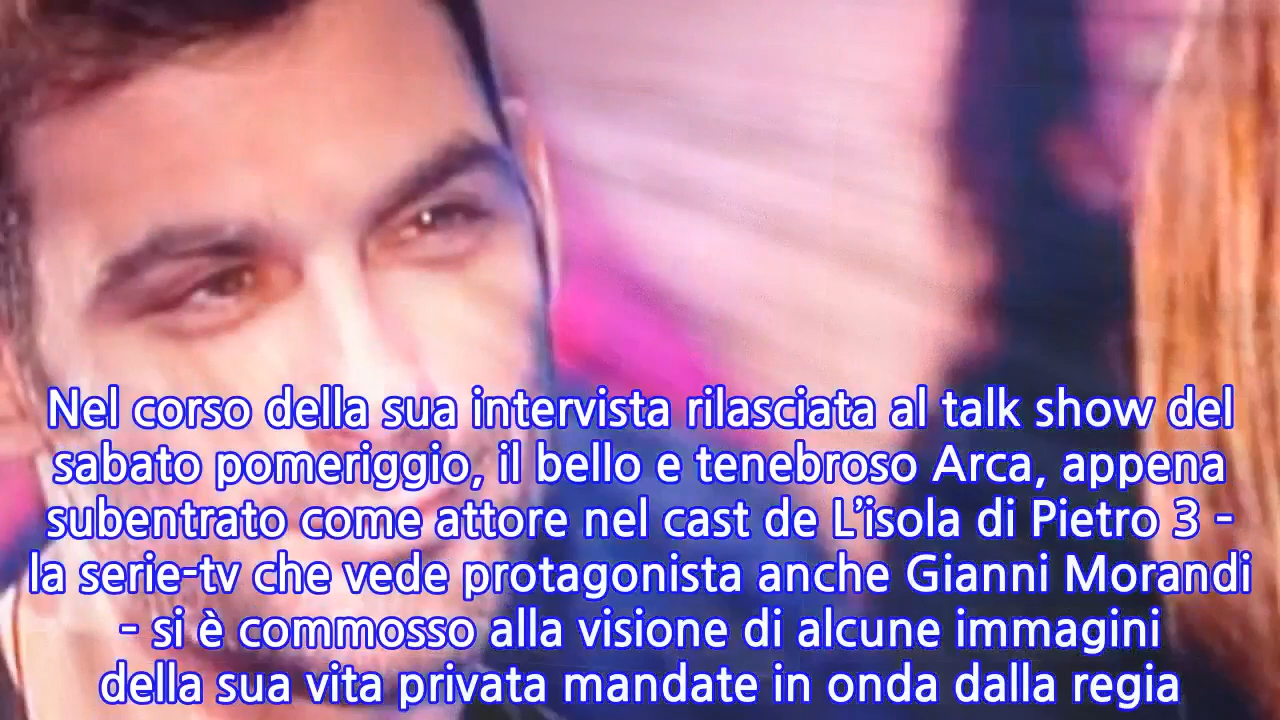 Nel corso della sua intervista rilasciata al talk show del
sabato pomeriggio, il bello e tenebroso Arca, appena
subentrato come attore nel cast de L’isola di Pietro 3 -
la serie-tv che vede protagonista anche Gianni Morandi
- si è commosso alla visione di alcune immagini
della sua vita privata mandate in onda dalla regia